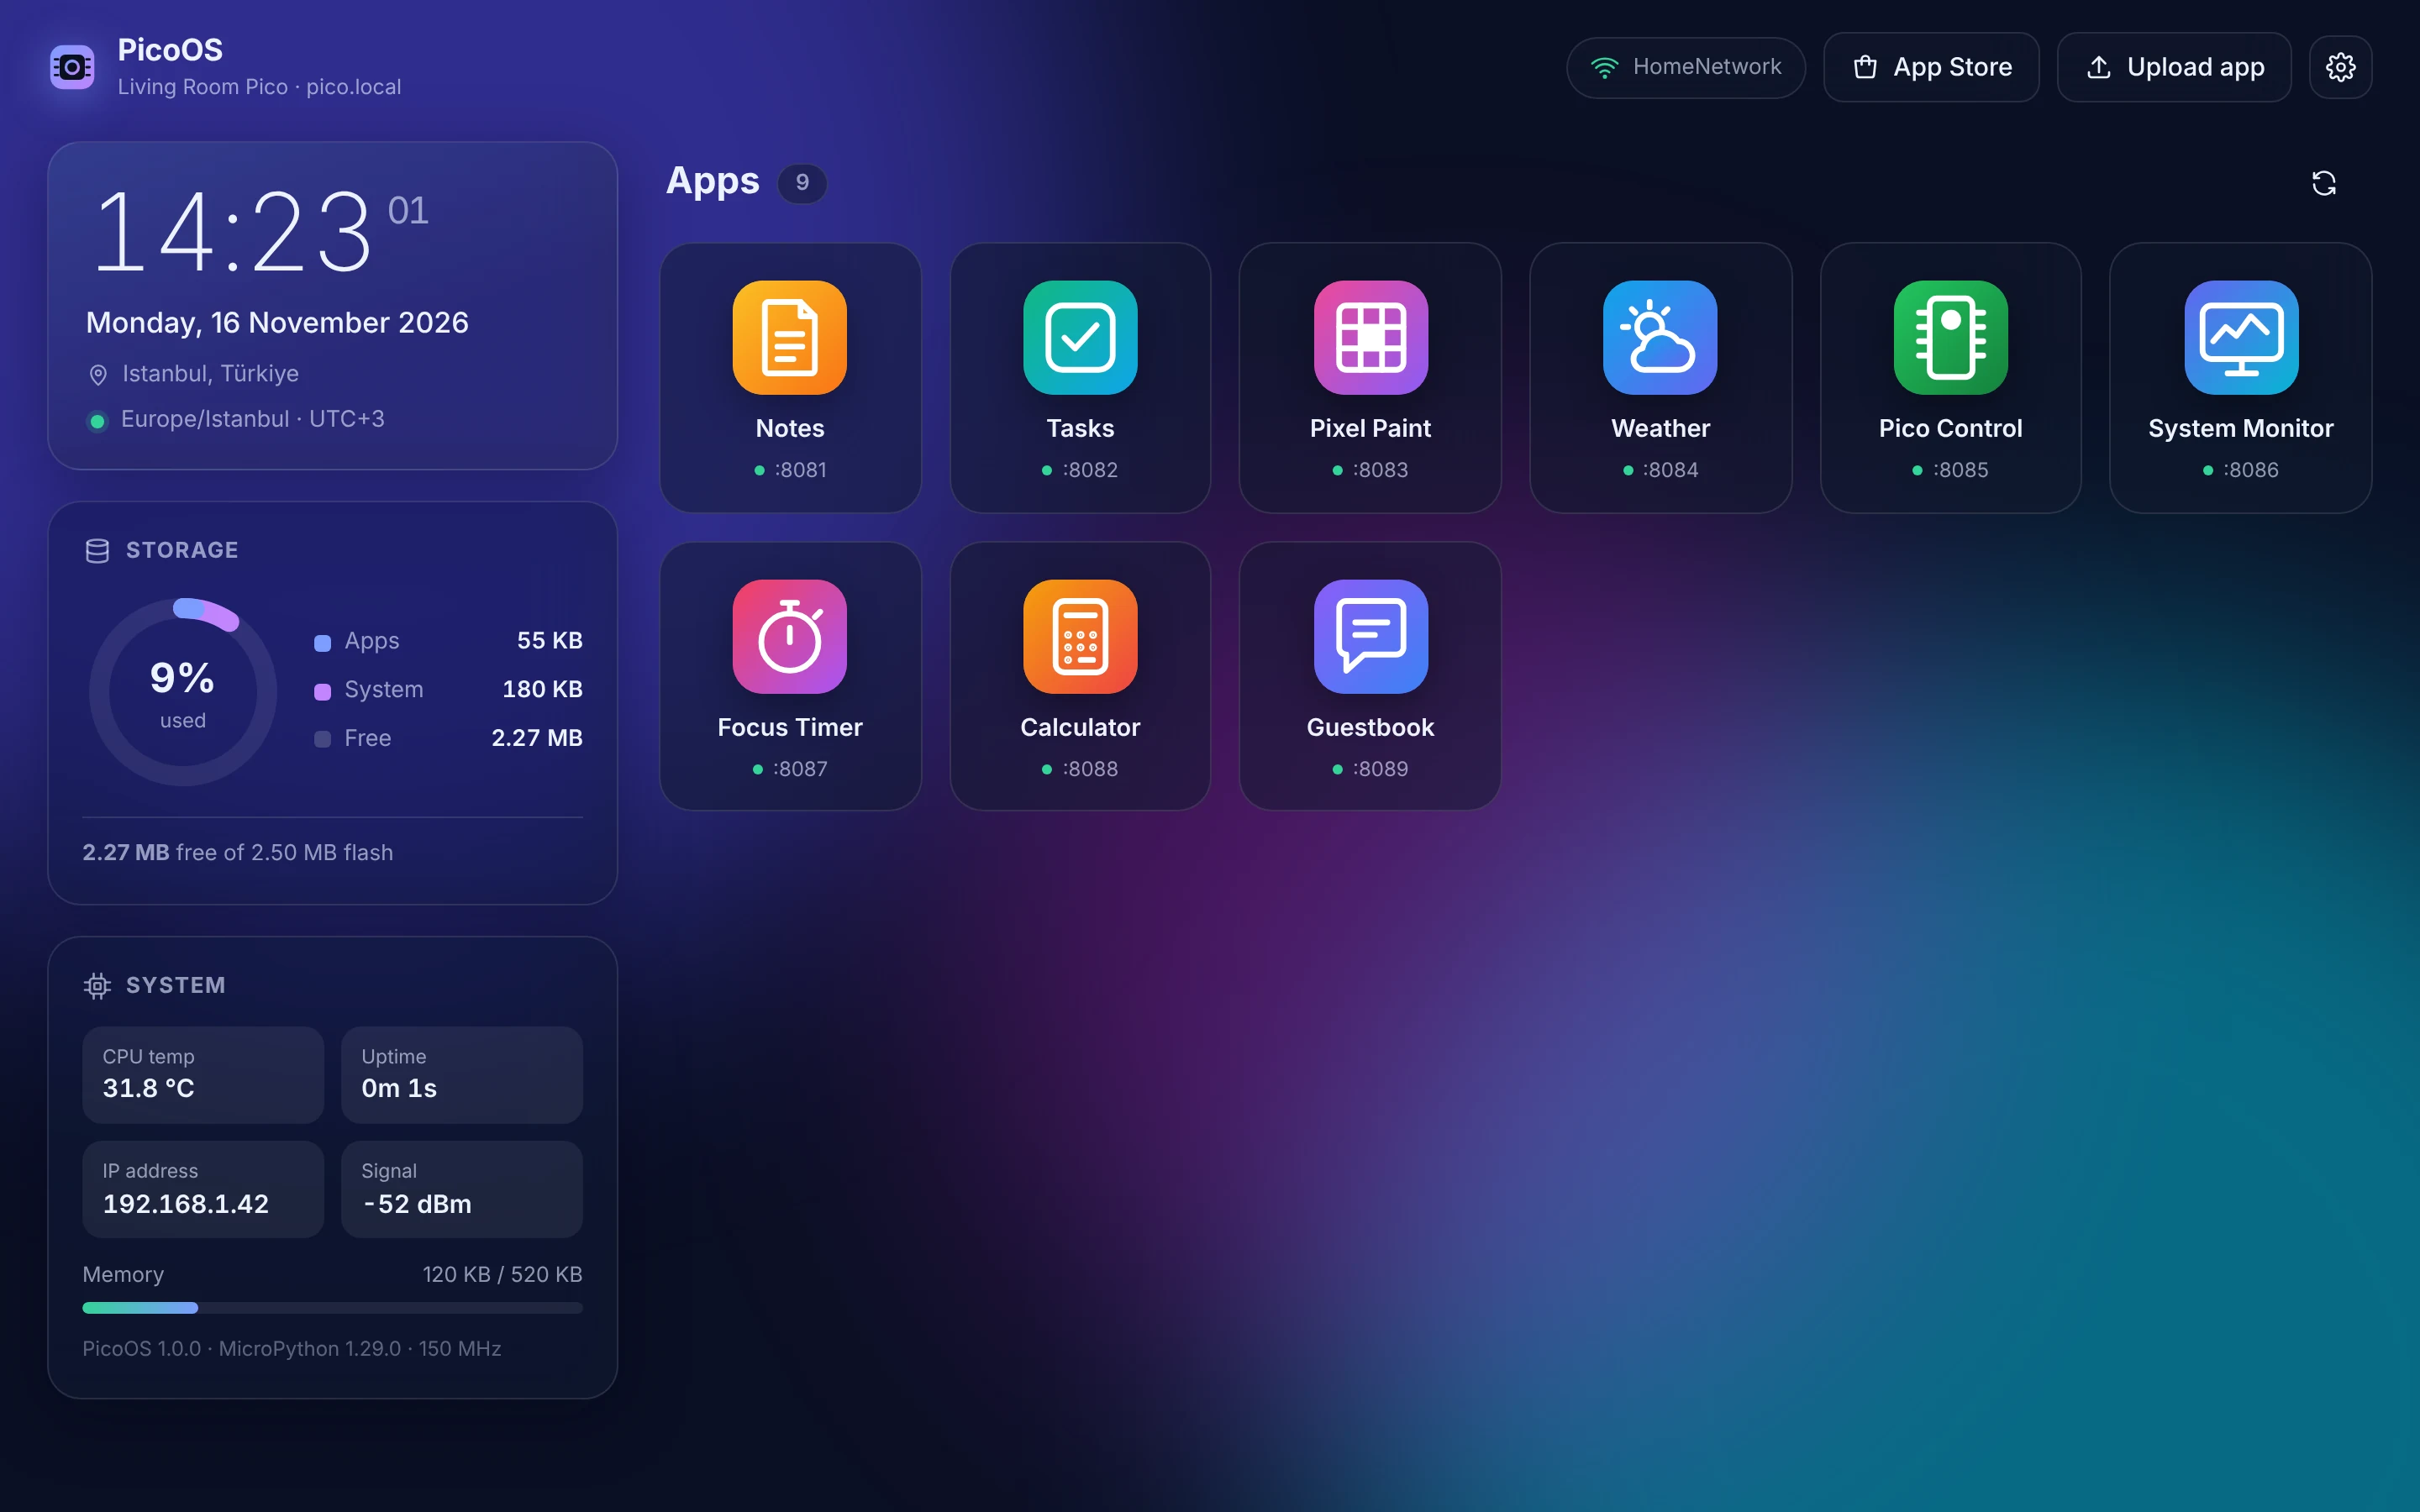 PicoOS
Living Room Pico · pico.local
HomeNetwork
App Store
Upload app
14:23 01
Monday, 16 November 2026
Istanbul, Türkiye
Europe/Istanbul · UTC+3
STORAGE
9%
used
Apps 55 KB
System 180 KB
Free 2.27 MB
2.27 MB free of 2.50 MB flash
SYSTEM
CPU temp
31.8 °C
Uptime
0m 1s
IP address
192.168.1.42
Signal
-52 dBm
Memory 120 KB / 520 KB
PicoOS 1.0.0 · MicroPython 1.29.0 · 150 MHz
Apps 9
Notes
:8081
Tasks
:8082
Pixel Paint
:8083
Weather
:8084
Pico Control
:8085
System Monitor
:8086
Focus Timer
:8087
Calculator
:8088
Guestbook
:8089